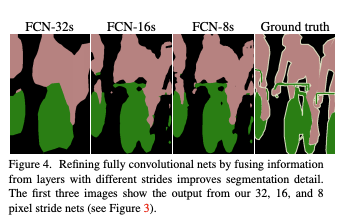 FCN-32s FCN-16s FCN-8s Ground truth
Figure 4. Refining fully convolutional nets by fusing information
from layers with different strides improves segmentation detail.
The first three images show the output from our 32, 16, and 8
pixel stride nets (see Figure 3).